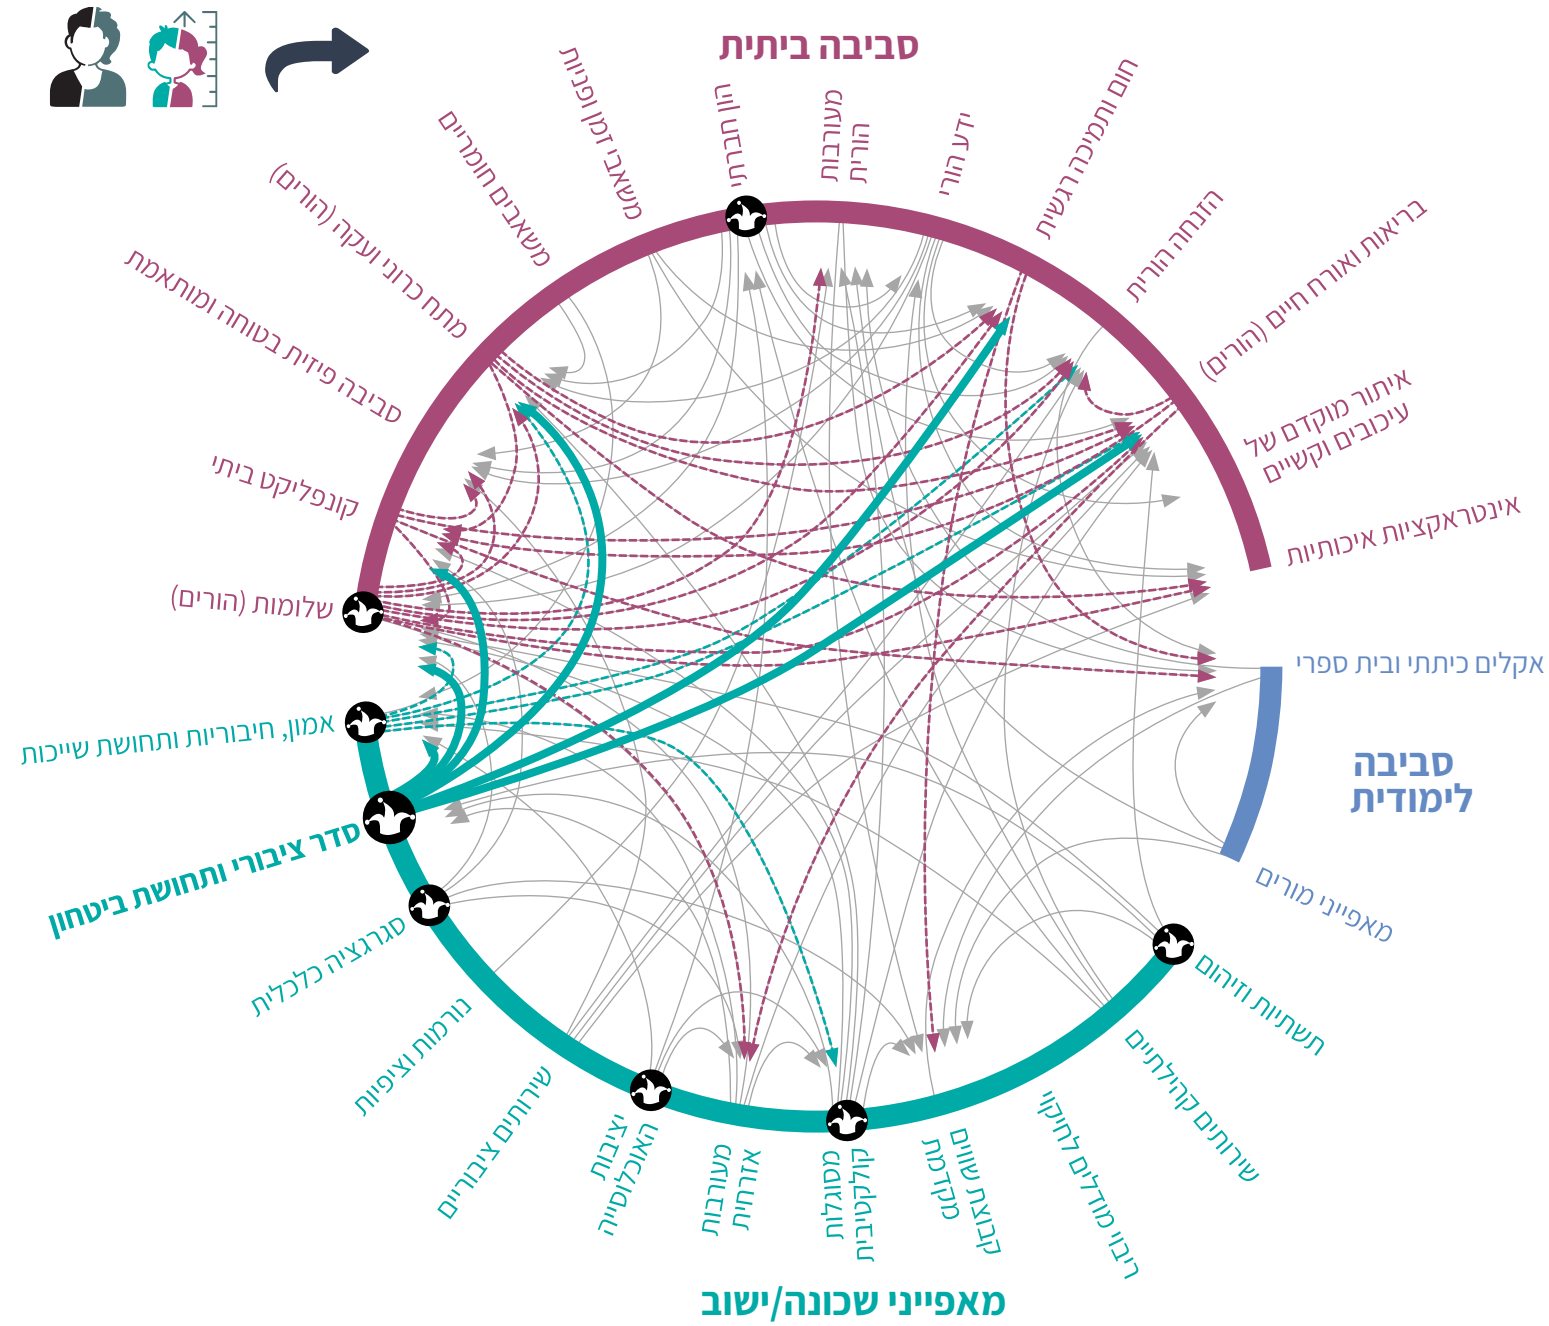 סביבה ביתית
שלומות (הורים)
קונפליקט ביתי
סביבה פיזית בטוחה ומותאמת
מתח כרוני ועקה (הורים)
משאבים חומריים
משאבי זמן ופניות
הון חברתי
מעורבות
הורית
ידע הורי
חום ותמיכה רגשית
הזנחה הורית
בריאות ואורח חיים (הורים)
איתור מוקדם של
עיכובים וקשיים
אינטראקציות איכותיות
אקלים כיתתי ובית ספרי
סביבה
לימודית
מאפייני מורים
תשתיות וזיהום
שירותים קהילתיים
ריבוי מודלים לחיקוי
קבוצת שווים
מקדמת
מסוגלות
קולקטיבית
מעורבות
אזרחית
יציבות
האוכלוסייה
שירותים ציבוריים
נורמות וציפיות
סגרגציה כלכלית
סדר ציבורי ותחושת ביטחון
אמון, חיבוריות ותחושת שייכות
מאפייני שכונה/ישוב